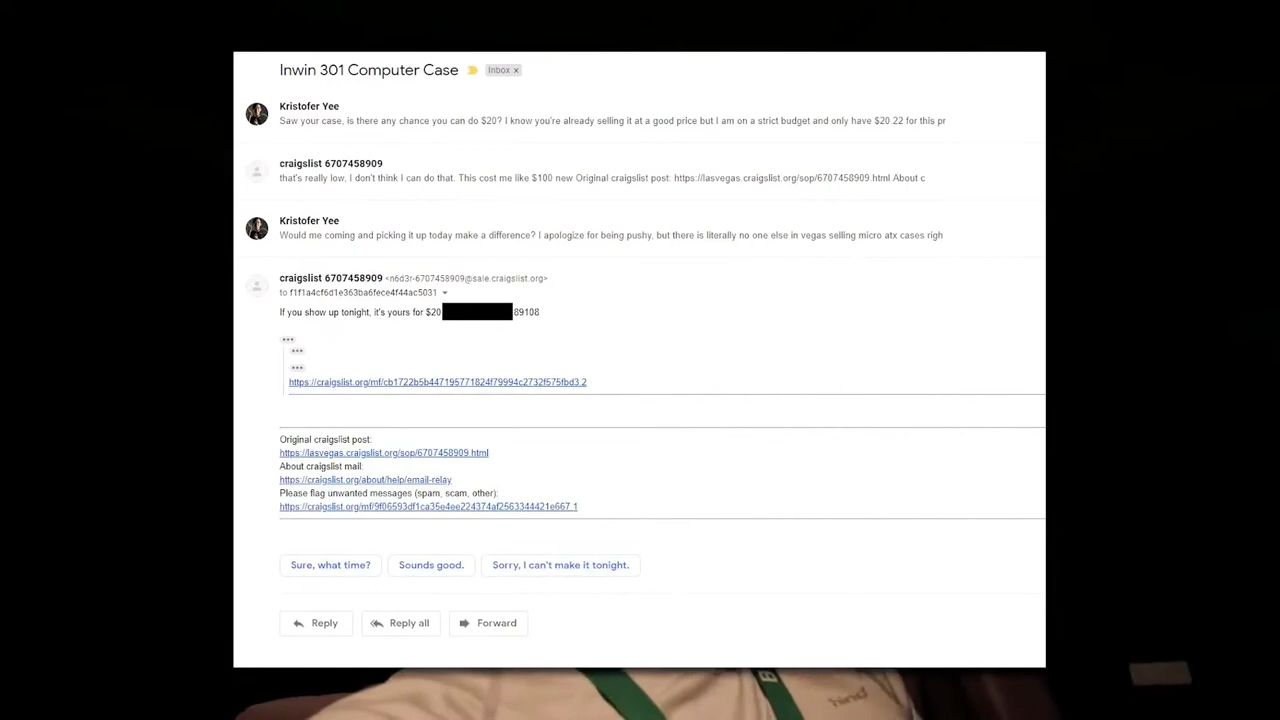 Inwin 301 Computer Case
Inbox x
Kristofer Yee
Saw your case, is there any chance you can do $20? I know you're already selling it at a good price but I am on a strict budget and only have $20.22 for this pr
craigslist 6707458909
that's really low, I don't think I can do that. This cost me like $100 new Original craigslist post: https://lasvegas.craigslist.org/sop/6707458909.html About c
Kristofer Yee
Would me coming and picking it up today make a difference? I apologize for being pushy, but there is literally no one else in vegas selling micro atx cases righ
craigslist 6707458909 <n6d3r-6707458909@sale.craigslist.org>
to f1f1a4cf6d1e363ba6fece4f44ac5031
If you show up tonight, it's yours for $20 89108
https://craigslist.org/mf/cb1722b5b447195771824f79994c2732f575fbd3.2
Original craigslist post:
https://lasvegas.craigslist.org/sop/6707458909.html
About craigslist mail:
https://craigslist.org/about/help/email-relay
Please flag unwanted messages (spam, scam, other):
https://craigslist.org/mf/9f06593df1ca35e4ee224374af2563344421e667.1
Sure, what time?
Sounds good.
Sorry, I can't make it tonight.
Reply
Reply all
Forward